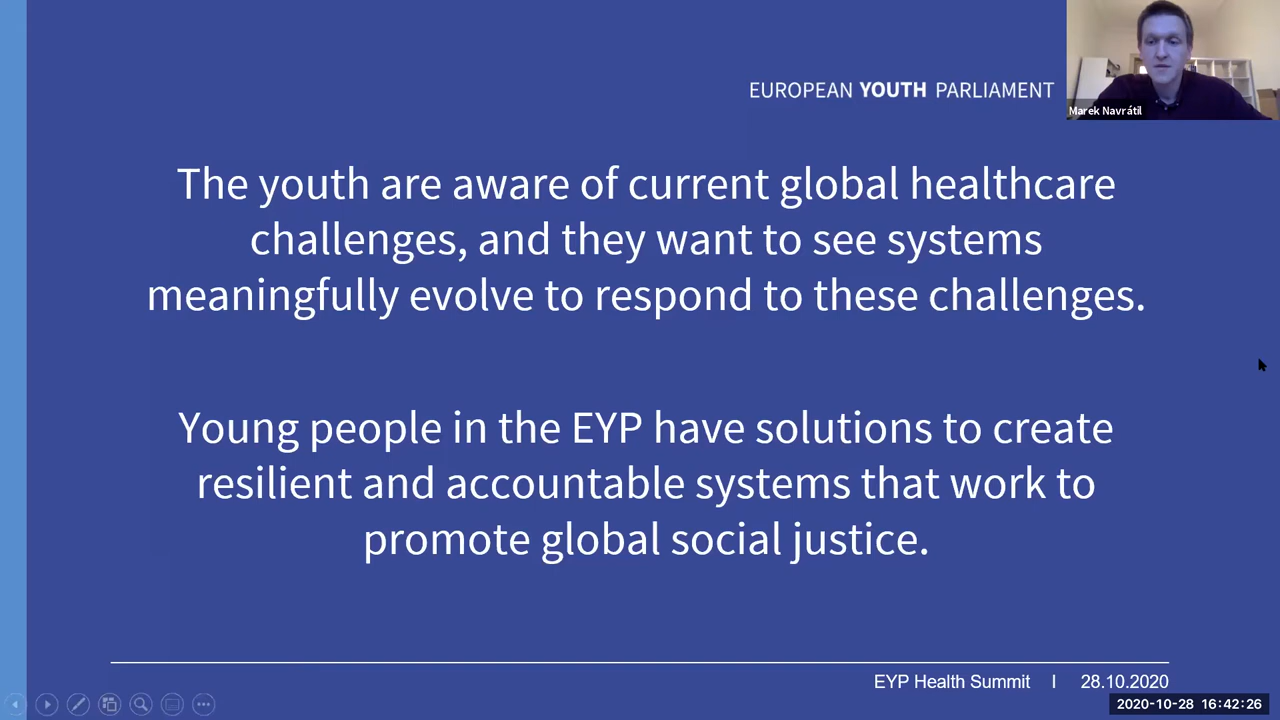 EUROPEAN YOUTH PARLIAMENT
Marek Navrátil
The youth are aware of current global healthcare
challenges, and they want to see systems
meaningfully evolve to respond to these challenges.
Young people in the EYP have solutions to create
resilient and accountable systems that work to
promote global social justice.
EYP Health Summit I 28.10.2020
2020-10-28 16:42:26